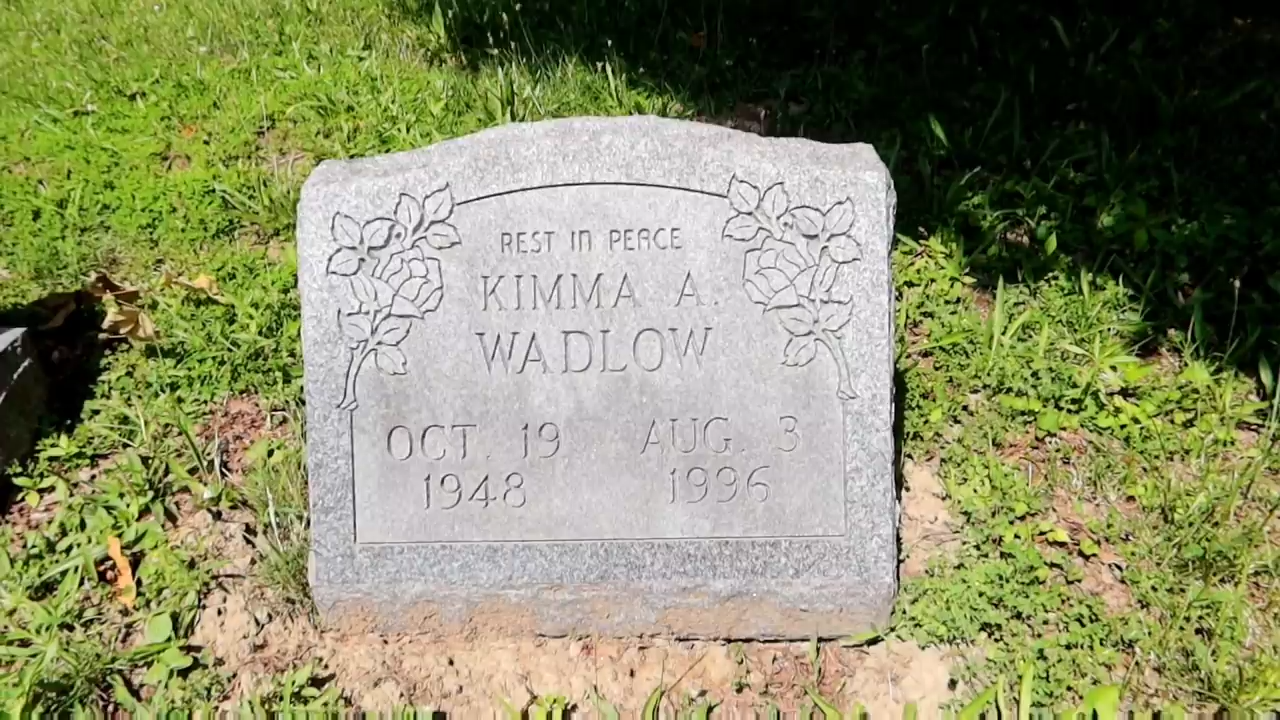 REST IN PEACE
KIMMA A.
WADLOW
OCT. 19 AUG. 3
1948 1996